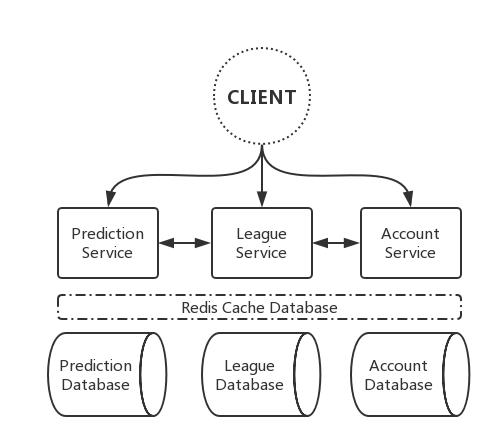 CLIENT
Prediction
Service
League
Service
Account
Service
Redis Cache Database
Prediction
Database
League
Database
Account
Database